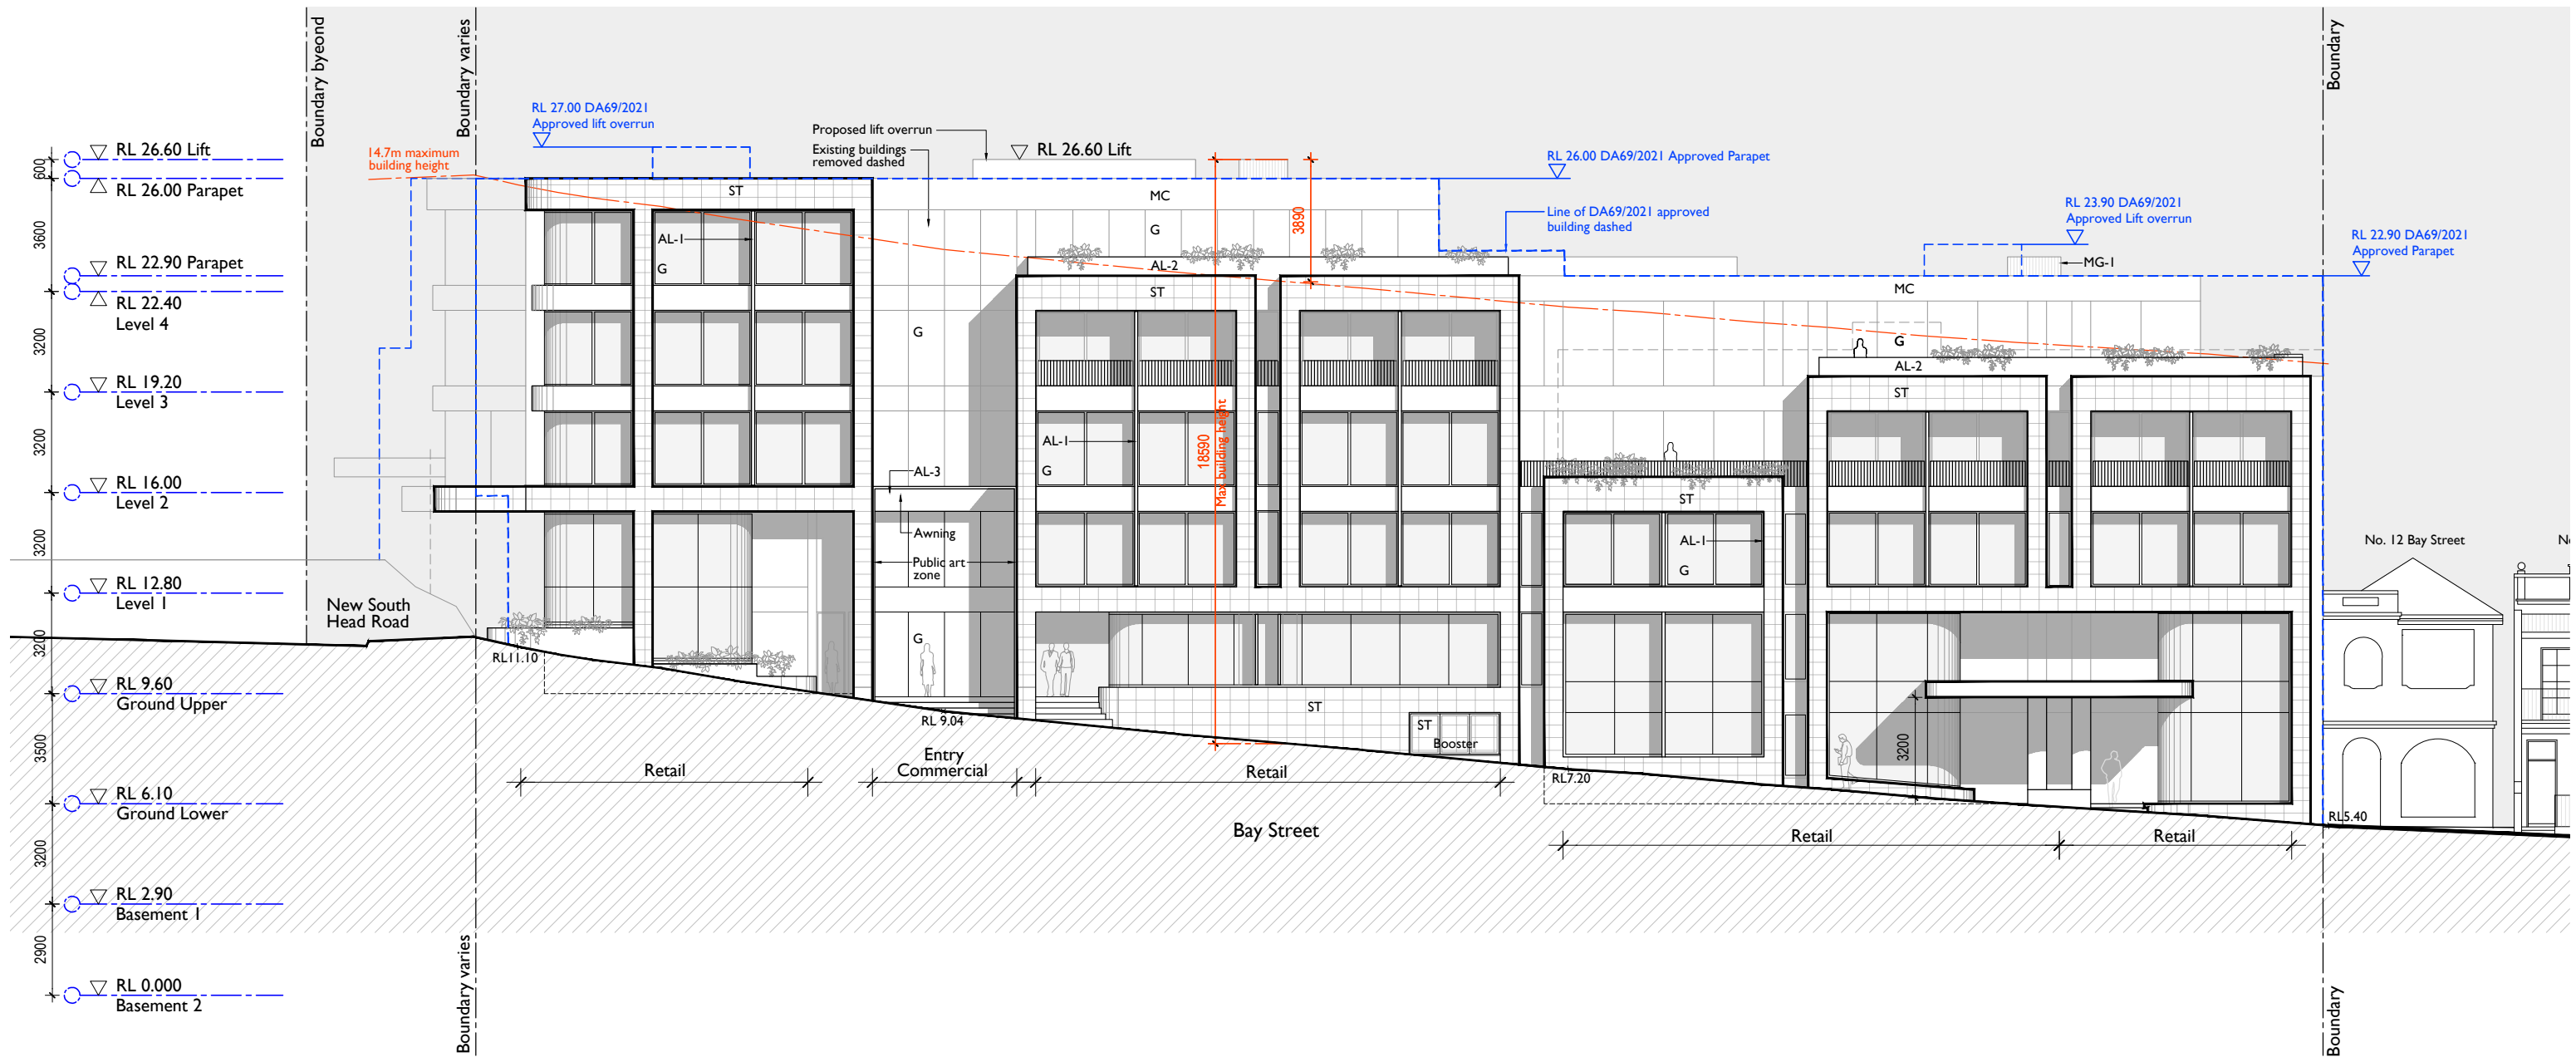 Boundary byeond
Boundary varies
Boundary
RL 27.00 DA69/2021
Approved lift overrun
14.7m maximum
building height
Proposed lift overrun
Existing buildings
removed dashed
RL 26.60 Lift
RL 26.00 DA69/2021 Approved Parapet
Line of DA69/2021 approved
building dashed
RL 23.90 DA69/2021
Approved Lift overrun
RL 22.90 DA69/2021
Approved Parapet
RL 26.60 Lift
RL 26.00 Parapet
RL 22.90 Parapet
RL 22.40
Level 4
RL 19.20
Level 3
RL 16.00
Level 2
RL 12.80
Level 1
RL 9.60
Ground Upper
RL 6.10
Ground Lower
RL 2.90
Basement 1
RL 0.000
Basement 2
600
3600
3200
3200
3200
3200
3500
3200
2900
ST
MC
G
3890
AL-1
G
AL-2
ST
MG-1
MC
G
G
AL-2
ST
AL-1
G
18590
Max building height
AL-3
Awning
Public art
zone
G
ST
AL-1
G
No. 12 Bay Street
New South
Head Road
RL11.10
RL 9.04
ST
ST
Booster
3200
RL7.20
RL5.40
Retail
Entry
Commercial
Retail
Bay Street
Retail
Retail
Boundary varies
Boundary